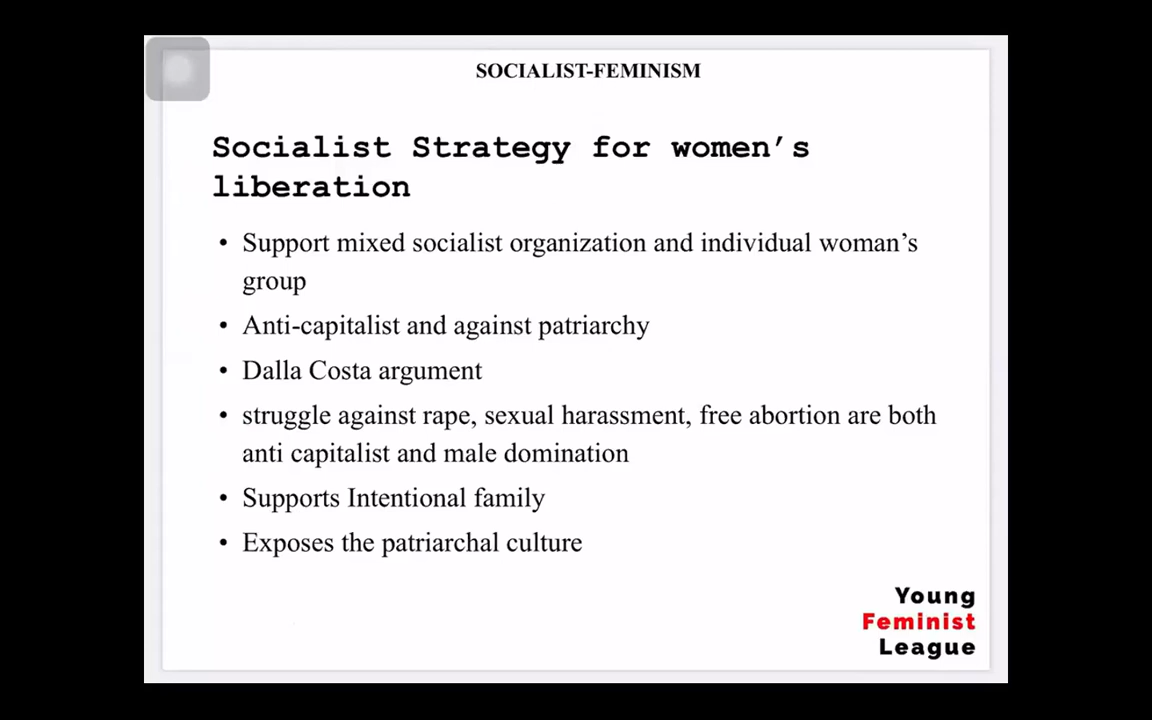 SOCIALIST-FEMINISM
Socialist Strategy for women’s
liberation
• Support mixed socialist organization and individual woman’s
group
• Anti-capitalist and against patriarchy
• Dalla Costa argument
• struggle against rape, sexual harassment, free abortion are both
anti capitalist and male domination
• Supports Intentional family
• Exposes the patriarchal culture
Young
Feminist
League